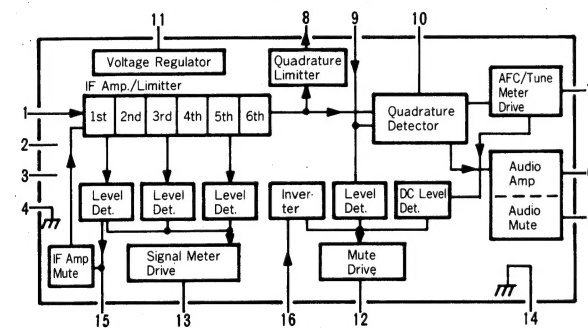 11
8
9
10
Voltage Regulator
Quadrature
Limitter
AFC/Tune
Meter
Drive
IF Amp./Limitter
1
1st 2nd 3rd 4th 5th 6th
Quadrature
Detector
2
3
4
Level
Det.
Level
Det.
Level
Det.
Inver-
ter
Level
Det.
DC Level
Det.
Audio
Amp
Audio
Mute
IF Amp
Mute
Signal Meter
Drive
Mute
Drive
15
13
16
12
14